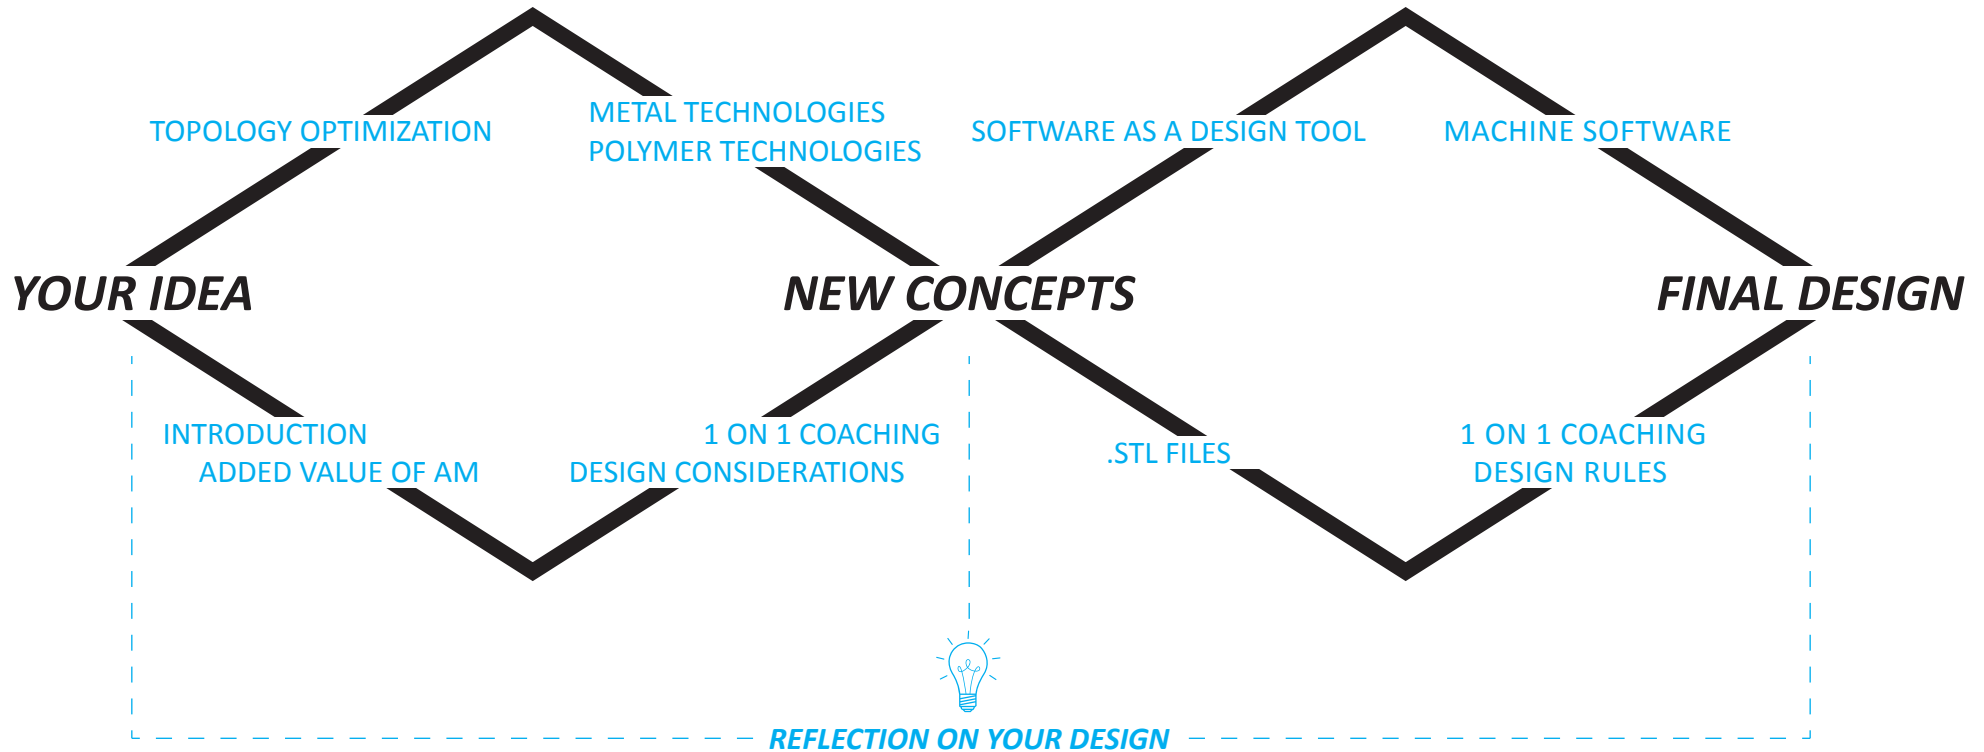 TOPOLOGY OPTIMIZATION
METAL TECHNOLOGIES
POLYMER TECHNOLOGIES
SOFTWARE AS A DESIGN TOOL
MACHINE SOFTWARE
YOUR IDEA
NEW CONCEPTS
FINAL DESIGN
INTRODUCTION
ADDED VALUE OF AM
1 ON 1 COACHING
DESIGN CONSIDERATIONS
.STL FILES
1 ON 1 COACHING
DESIGN RULES
REFLECTION ON YOUR DESIGN